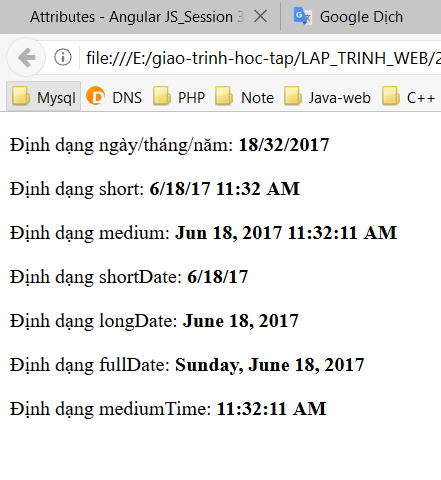 Attributes - Angular JS_Session 3
Google Dịch
file:///E:/giao-trinh-hoc-tap/LAP_TRINH_WEB/2
Mysql DNS PHP Note Java-web C++
Định dạng ngày/tháng/năm: 18/32/2017
Định dạng short: 6/18/17 11:32 AM
Định dạng medium: Jun 18, 2017 11:32:11 AM
Định dạng shortDate: 6/18/17
Định dạng longDate: June 18, 2017
Định dạng fullDate: Sunday, June 18, 2017
Định dạng mediumTime: 11:32:11 AM